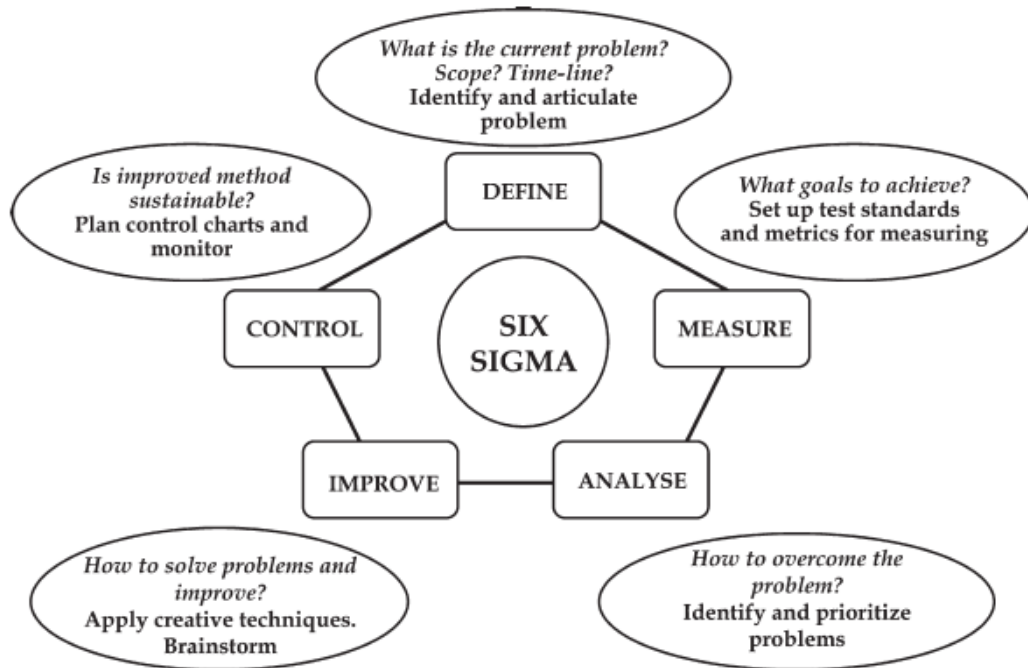 What is the current problem?
Scope? Time-line?
Identify and articulate
problem
DEFINE
Is improved method
sustainable?
Plan control charts and
monitor
What goals to achieve?
Set up test standards
and metrics for measuring
CONTROL
SIX
SIGMA
MEASURE
IMPROVE
ANALYSE
How to solve problems and
improve?
Apply creative techniques.
Brainstorm
How to overcome the
problem?
Identify and prioritize
problems